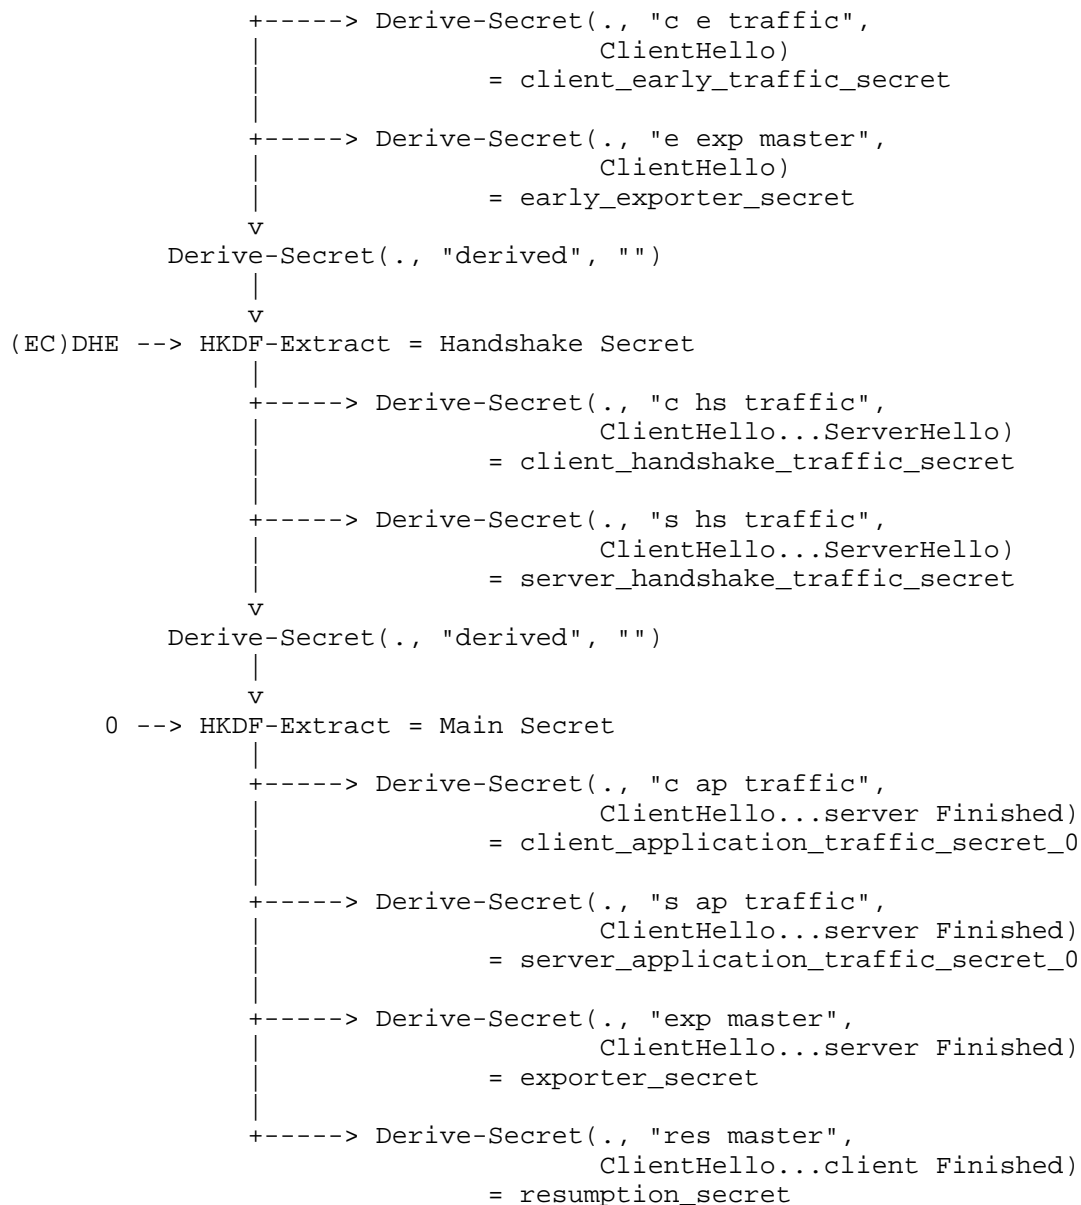 +-----> Derive-Secret(., "c e traffic",
|                     ClientHello)
|              = client_early_traffic_secret
|
+-----> Derive-Secret(., "e exp master",
|                     ClientHello)
|              = early_exporter_secret
v
Derive-Secret(., "derived", "")
|
v
(EC)DHE --> HKDF-Extract = Handshake Secret
|
+-----> Derive-Secret(., "c hs traffic",
|                     ClientHello...ServerHello)
|              = client_handshake_traffic_secret
|
+-----> Derive-Secret(., "s hs traffic",
|                     ClientHello...ServerHello)
|              = server_handshake_traffic_secret
v
Derive-Secret(., "derived", "")
|
v
0 --> HKDF-Extract = Main Secret
|
+-----> Derive-Secret(., "c ap traffic",
|                     ClientHello...server Finished)
|              = client_application_traffic_secret_0
|
+-----> Derive-Secret(., "s ap traffic",
|                     ClientHello...server Finished)
|              = server_application_traffic_secret_0
|
+-----> Derive-Secret(., "exp master",
|                     ClientHello...server Finished)
|              = exporter_secret
|
+-----> Derive-Secret(., "res master",
                      ClientHello...client Finished)
               = resumption_secret